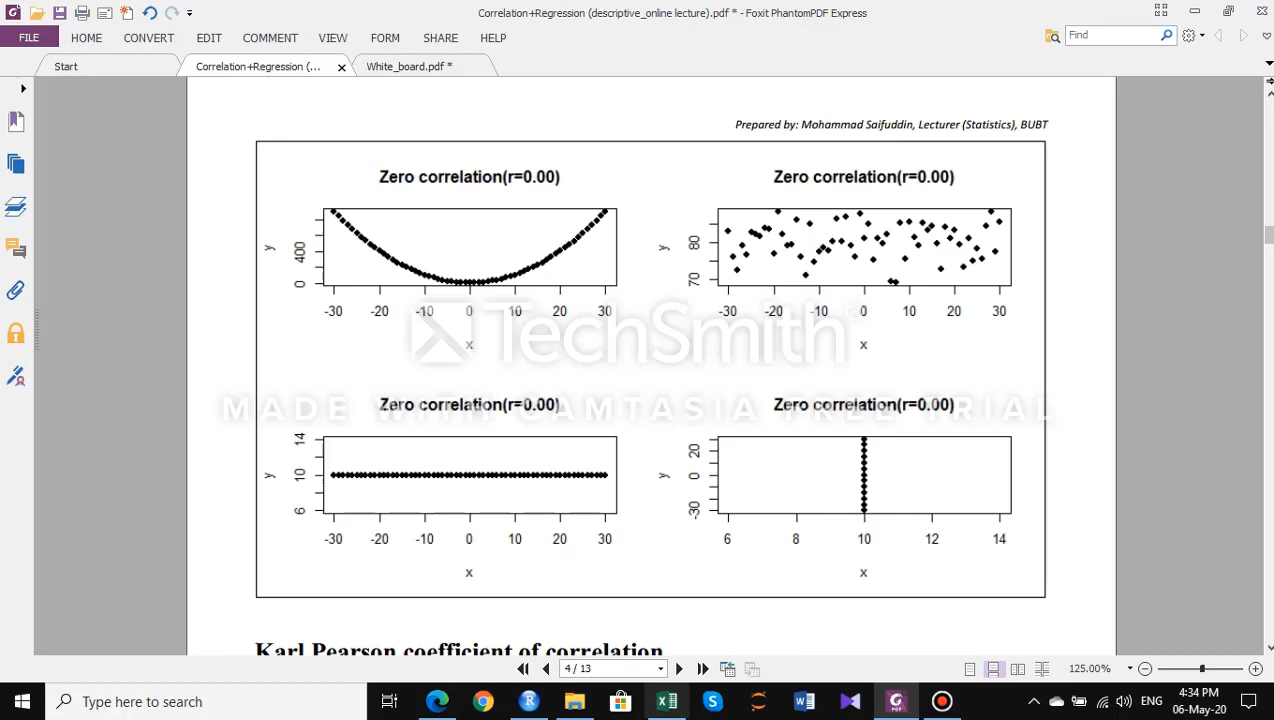 Correlation+Regression (descriptive_online lecture).pdf * - Foxit PhantomPDF Express
FILE HOME CONVERT EDIT COMMENT VIEW FORM SHARE HELP
Find
Start Correlation+Regression (... White_board.pdf *
Prepared by: Mohammad Saifuddin, Lecturer (Statistics), BUBT
Zero correlation(r=0.00)
y
0 400
-30 -20 -10 0 10 20 30
x
Zero correlation(r=0.00)
y
70 80
-30 -20 -10 0 10 20 30
x
TechSmith
MADE WITH CAMTASIA FREE TRIAL
Zero correlation(r=0.00)
y
6 10 14
-30 -20 -10 0 10 20 30
x
Zero correlation(r=0.00)
y
-30 0 20
6 8 10 12 14
x
Karl Pearson coefficient of correlation
4 / 13
125.00%
Type here to search
ENG
4:34 PM
06-May-20